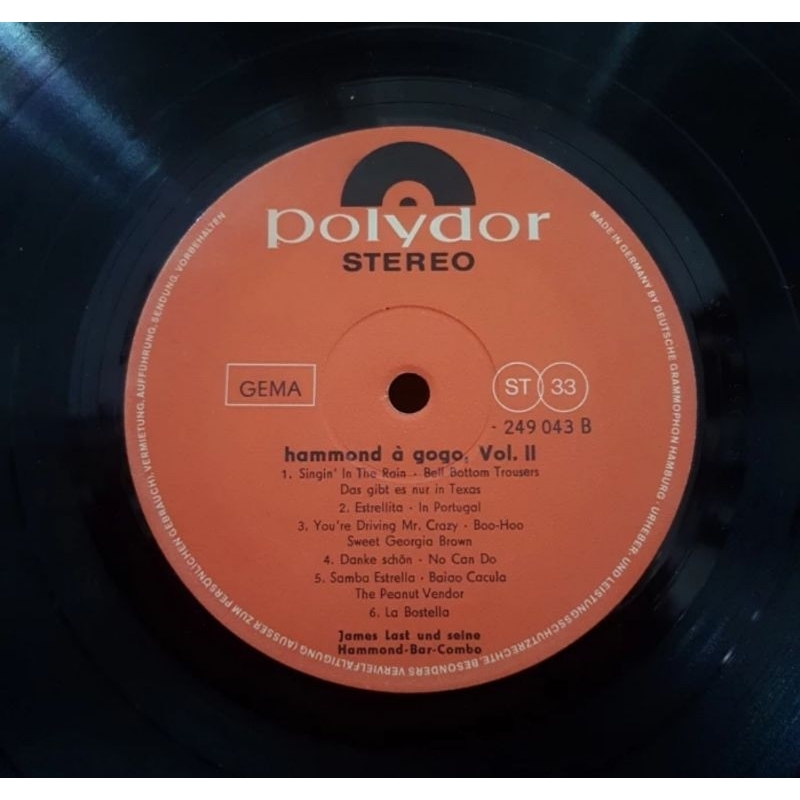 polydor
STEREO
GEMA
ST 33
249 043 B
hammond à gogo, Vol. II
1. Singin' In The Rain · Bell Bottom Trousers
Das gibt es nur in Texas
2. Estrellita · In Portugal
3. You're Driving Mr. Crazy · Boo-Hoo
Sweet Georgia Brown
4. Danke schön · No Can Do
5. Samba Estrella · Baiao Cacula
The Peanut Vendor
6. La Bostella
James Last und seine
Hammond-Bar-Combo
MADE IN GERMANY BY DEUTSCHE GRAMMOPHON HAMBURG · URHEBER- UND LEISTUNGSSCHUTZRECHTE, BESONDERS VERVIELFÄLTIGUNG (AUSSER ZUM PERSÖNLICHEN GEBRAUCH), VERMIETUNG, AUFFÜHRUNG, SENDUNG, VORBEHALTEN